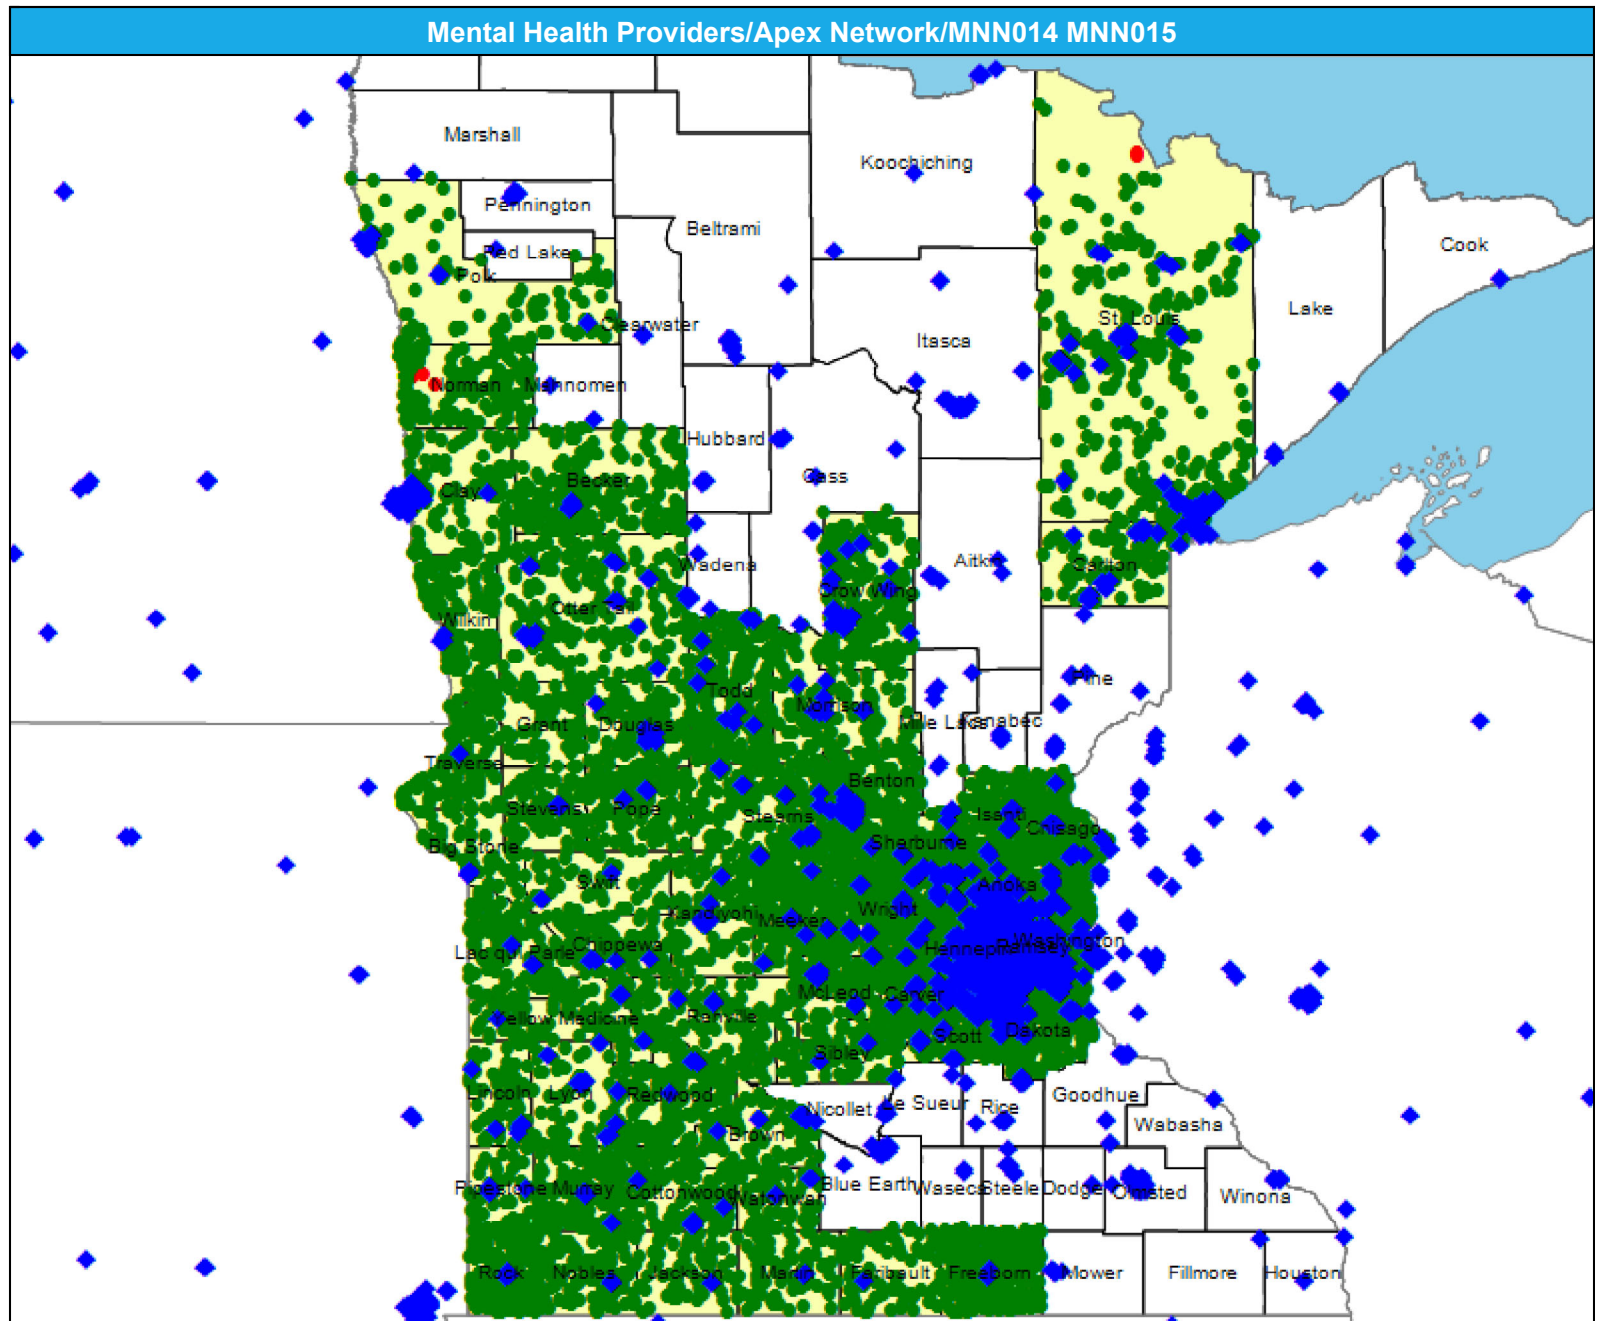 Mental Health Providers/Apex Network/MNN014 MNN015
Marshall
Koochiching
Pennington
Beltrami
Red Lake
Cook
Polk
Lake
St. Louis
Clearwater
Itasca
Norman
Mahnomen
Hubbard
Cass
Becker
Clay
Wadena
Aitkin
Carlton
Crow Wing
Otter Tail
Wilkin
Pine
Todd
Morrison
Mille Lacs
Kanabec
Grant
Douglas
Traverse
Benton
Stevens
Pope
Stearns
Isanti
Chisago
Sherburne
Big Stone
Swift
Anoka
Kandiyohi
Meeker
Wright
Hennepin
Ramsey
Washington
Lac qui Parle
Chippewa
McLeod
Carver
Yellow Medicine
Renville
Scott
Dakota
Sibley
Lincoln
Lyon
Redwood
Nicollet
Le Sueur
Rice
Goodhue
Wabasha
Brown
Pipestone
Murray
Cottonwood
Watonwan
Blue Earth
Waseca
Steele
Dodge
Olmsted
Winona
Rock
Nobles
Jackson
Martin
Faribault
Freeborn
Mower
Fillmore
Houston